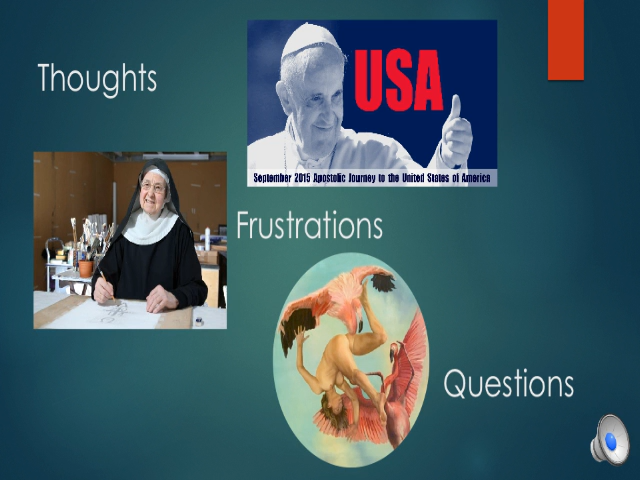 Thoughts
USA
September 2015 Apostolic Journey to the United States of America
Frustrations
Questions